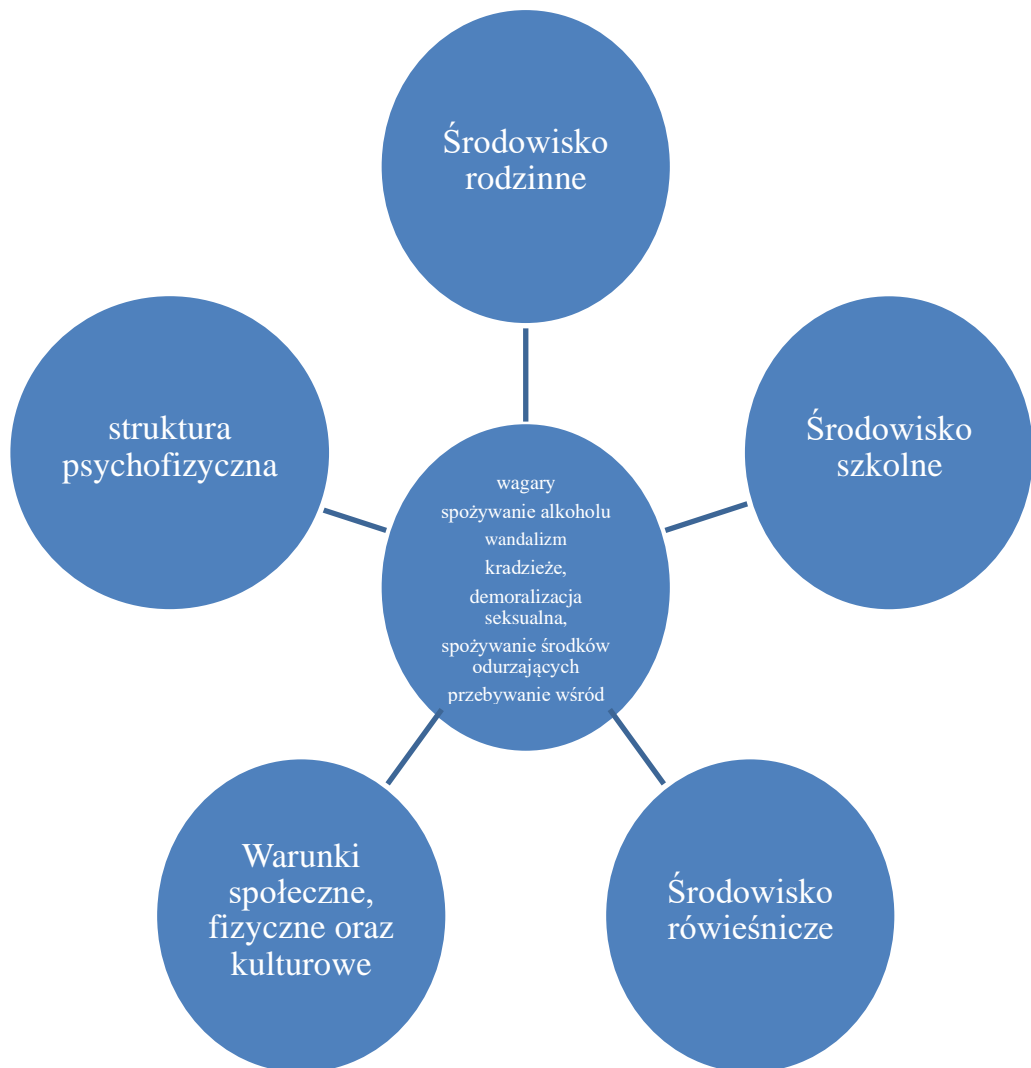 Środowisko
rodzinne
struktura
psychofizyczna
Środowisko
szkolne
wagary
spożywanie alkoholu
wandalizm
kradzieże,
demoralizacja
seksualna,
spożywanie środków
odurzających
przebywanie wśród
Warunki
społeczne,
fizyczne oraz
kulturowe
Środowisko
rówieśnicze